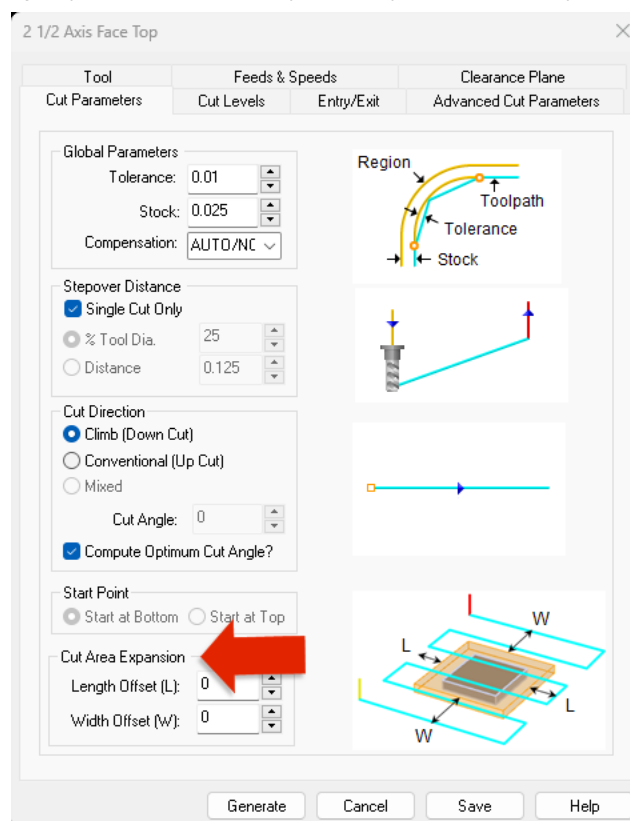 2 1/2 Axis Face Top
Tool
Feeds & Speeds
Clearance Plane
Cut Parameters
Cut Levels
Entry/Exit
Advanced Cut Parameters
Global Parameters
Tolerance: 0.01
Stock: 0.025
Compensation: AUTO/NC
Region
Toolpath
Tolerance
Stock
Stepover Distance
Single Cut Only
% Tool Dia. 25
Distance 0.125
Cut Direction
Climb (Down Cut)
Conventional (Up Cut)
Mixed
Cut Angle: 0
Compute Optimum Cut Angle?
Start Point
Start at Bottom
Start at Top
Cut Area Expansion
Length Offset (L): 0
Width Offset (W): 0
W
L
L
W
Generate
Cancel
Save
Help